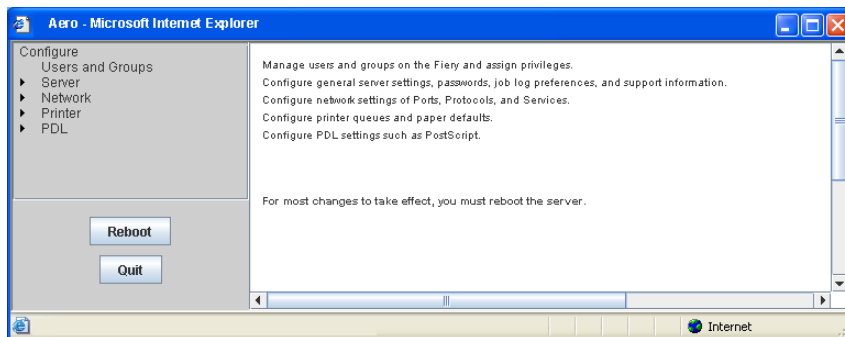 Aero - Microsoft Internet Explorer
Configure
Users and Groups
Server
Network
Printer
PDL
Reboot
Quit
Manage users and groups on the Fiery and assign privileges.
Configure general server settings, passwords, job log preferences, and support information.
Configure network settings of Ports, Protocols, and Services.
Configure printer queues and paper defaults.
Configure PDL settings such as PostScript.
For most changes to take effect, you must reboot the server.
Internet